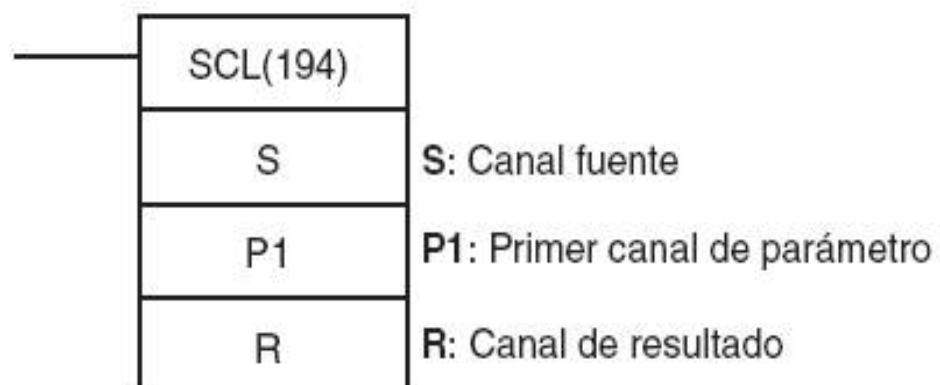 SCL(194)
S S: Canal fuente
P1 P1: Primer canal de parámetro
R R: Canal de resultado